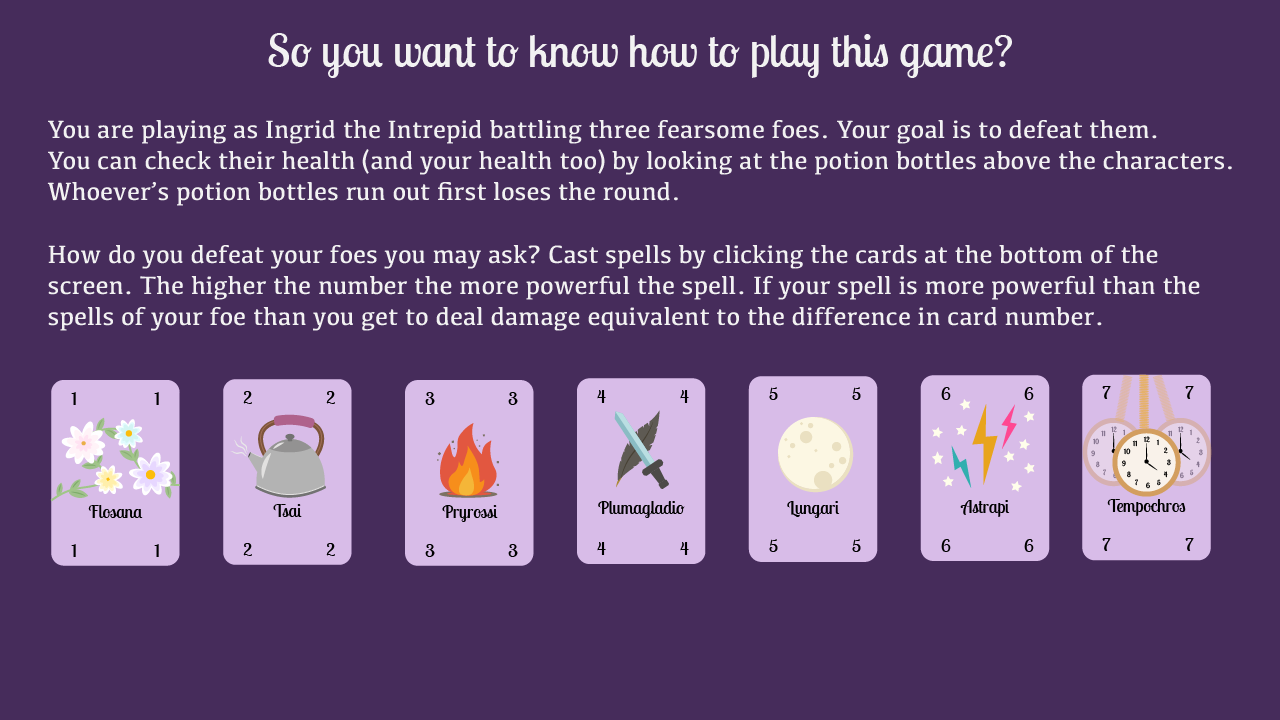 So you want to know how to play this game?
You are playing as Ingrid the Intrepid battling three fearsome foes. Your goal is to defeat them.
You can check their health (and your health too) by looking at the potion bottles above the characters.
Whoever’s potion bottles run out first loses the round.
How do you defeat your foes you may ask? Cast spells by clicking the cards at the bottom of the
screen. The higher the number the more powerful the spell. If your spell is more powerful than the
spells of your foe than you get to deal damage equivalent to the difference in card number.
1 1
Flosana
1 1
2 2
Tsai
2 2
3 3
Pryrossi
3 3
4 4
Plumagladio
4 4
5 5
Lungari
5 5
6 6
Astrapi
6 6
7 7
Tempochros
7 7